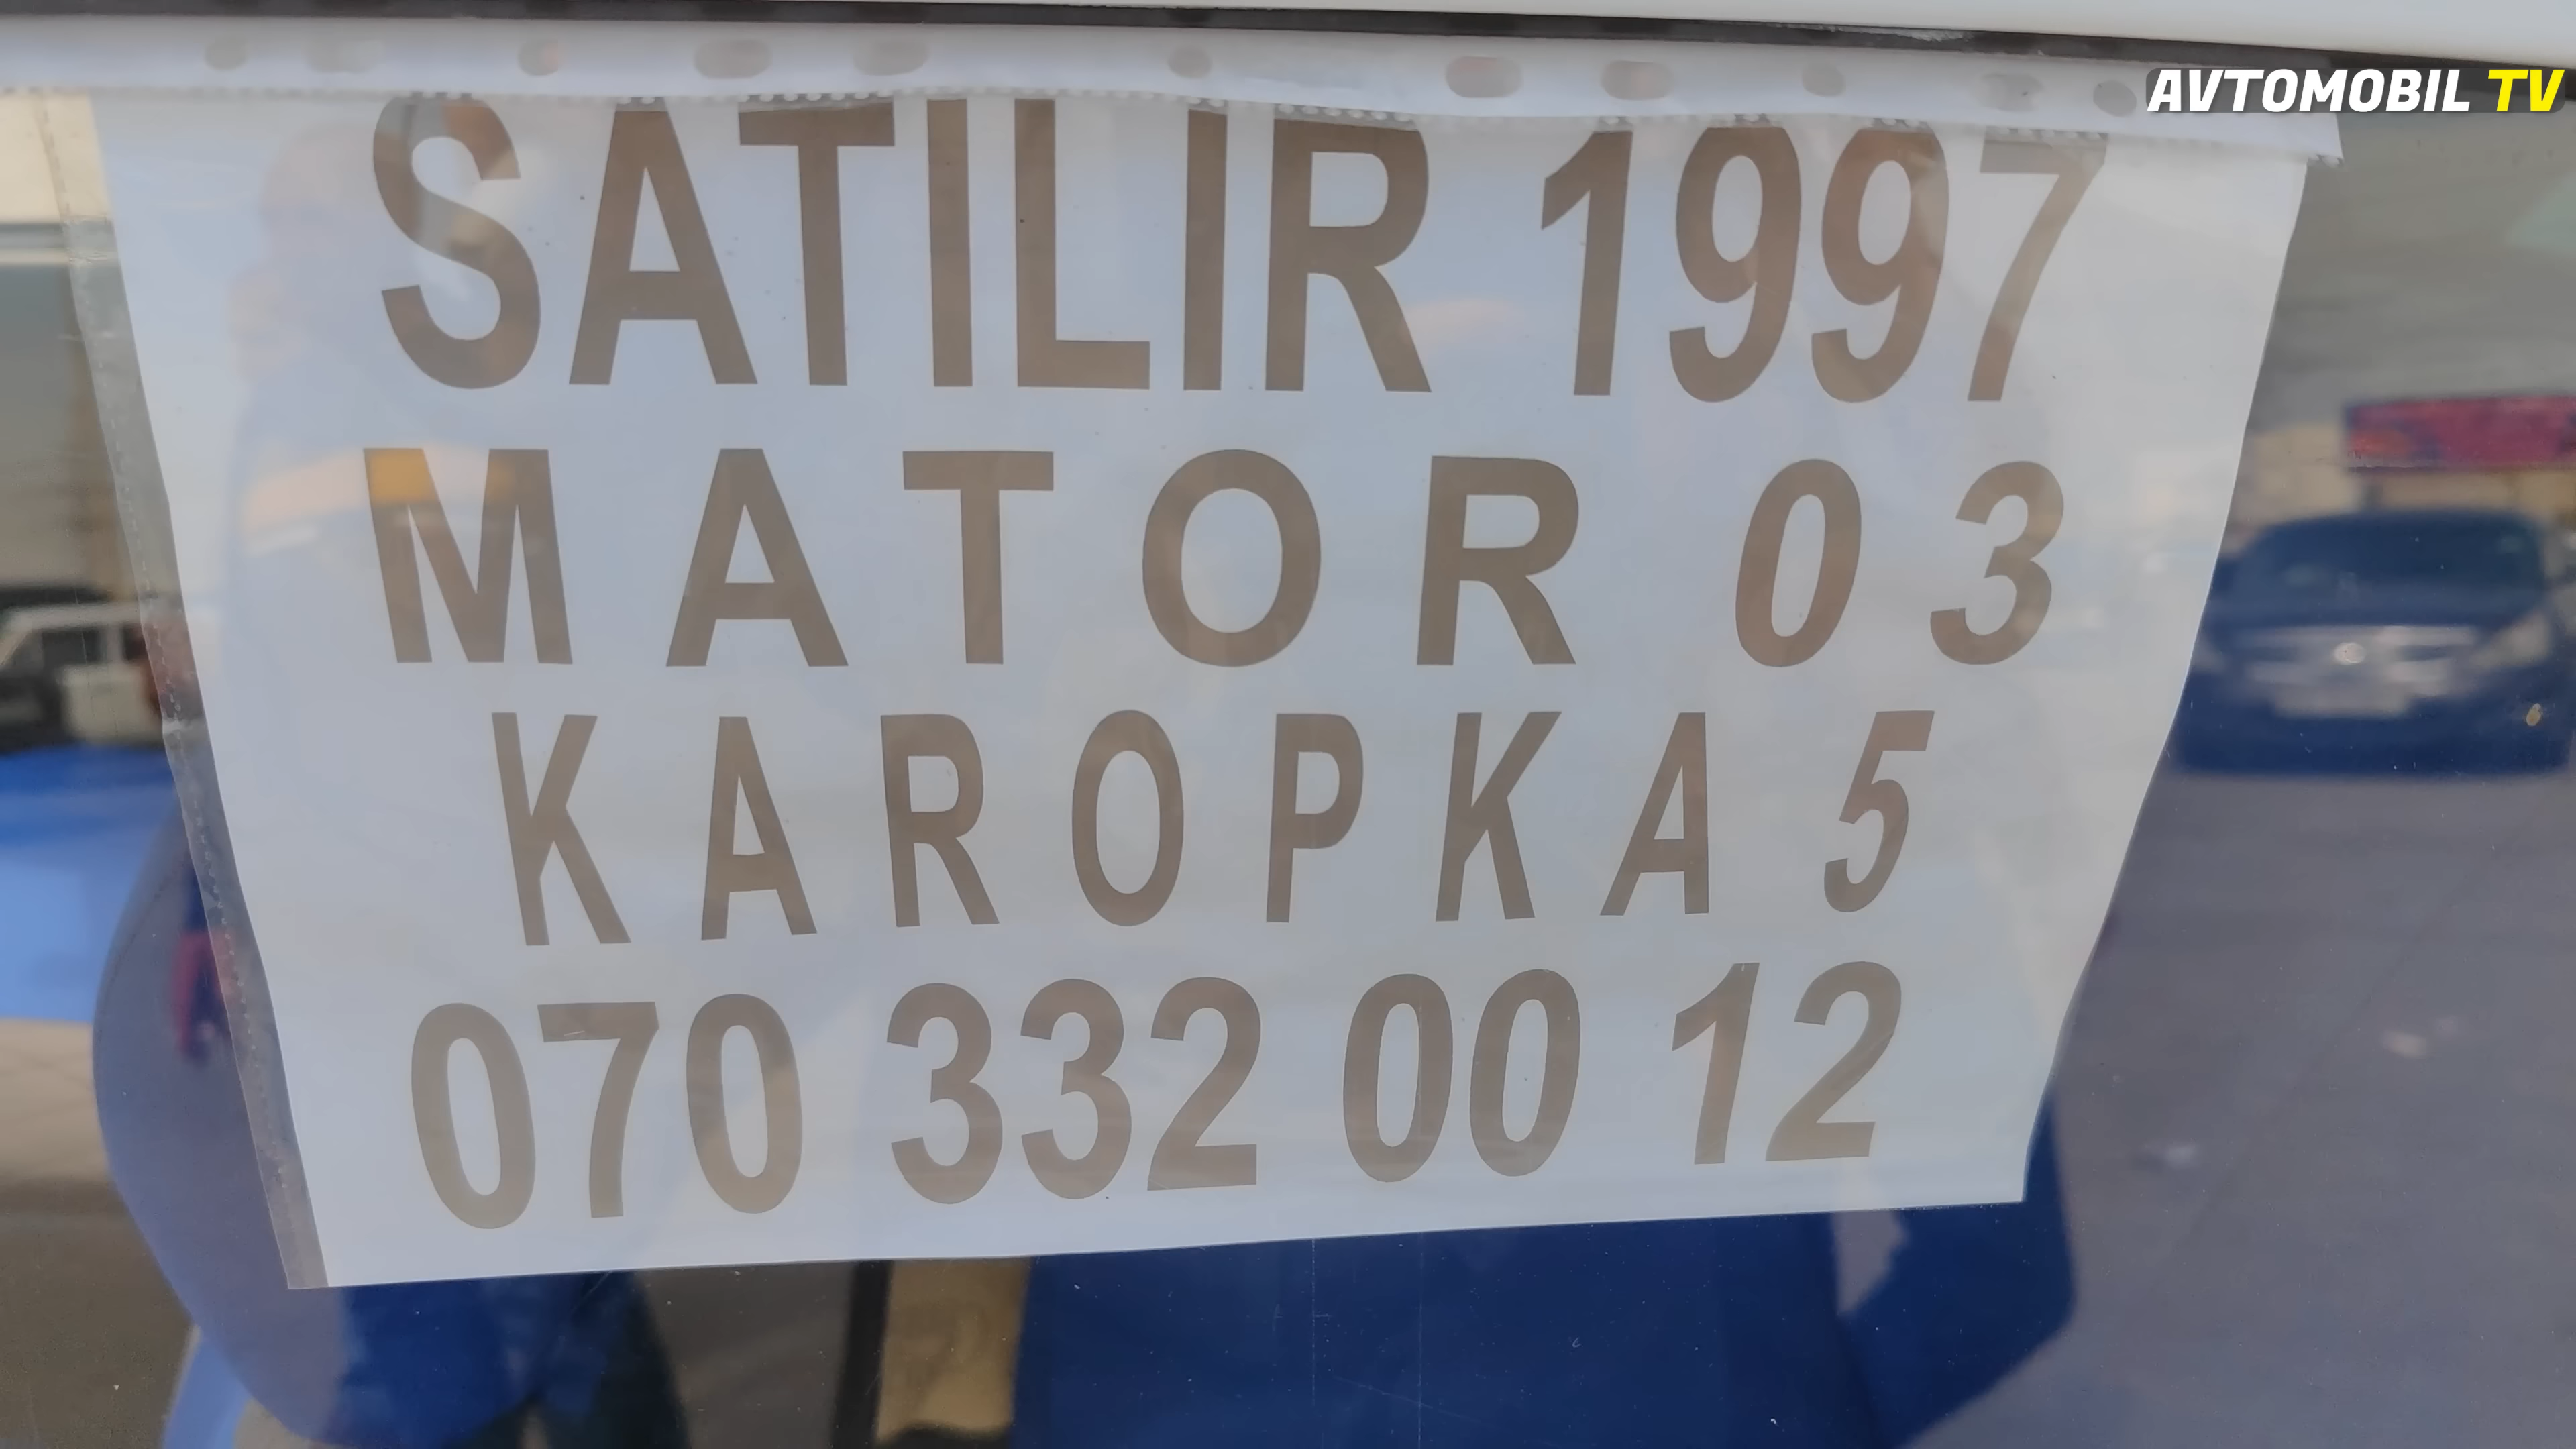 AVTOMOBIL TV
SATILIR 1997
MATOR 03
KAROPKA 5
070 332 00 12